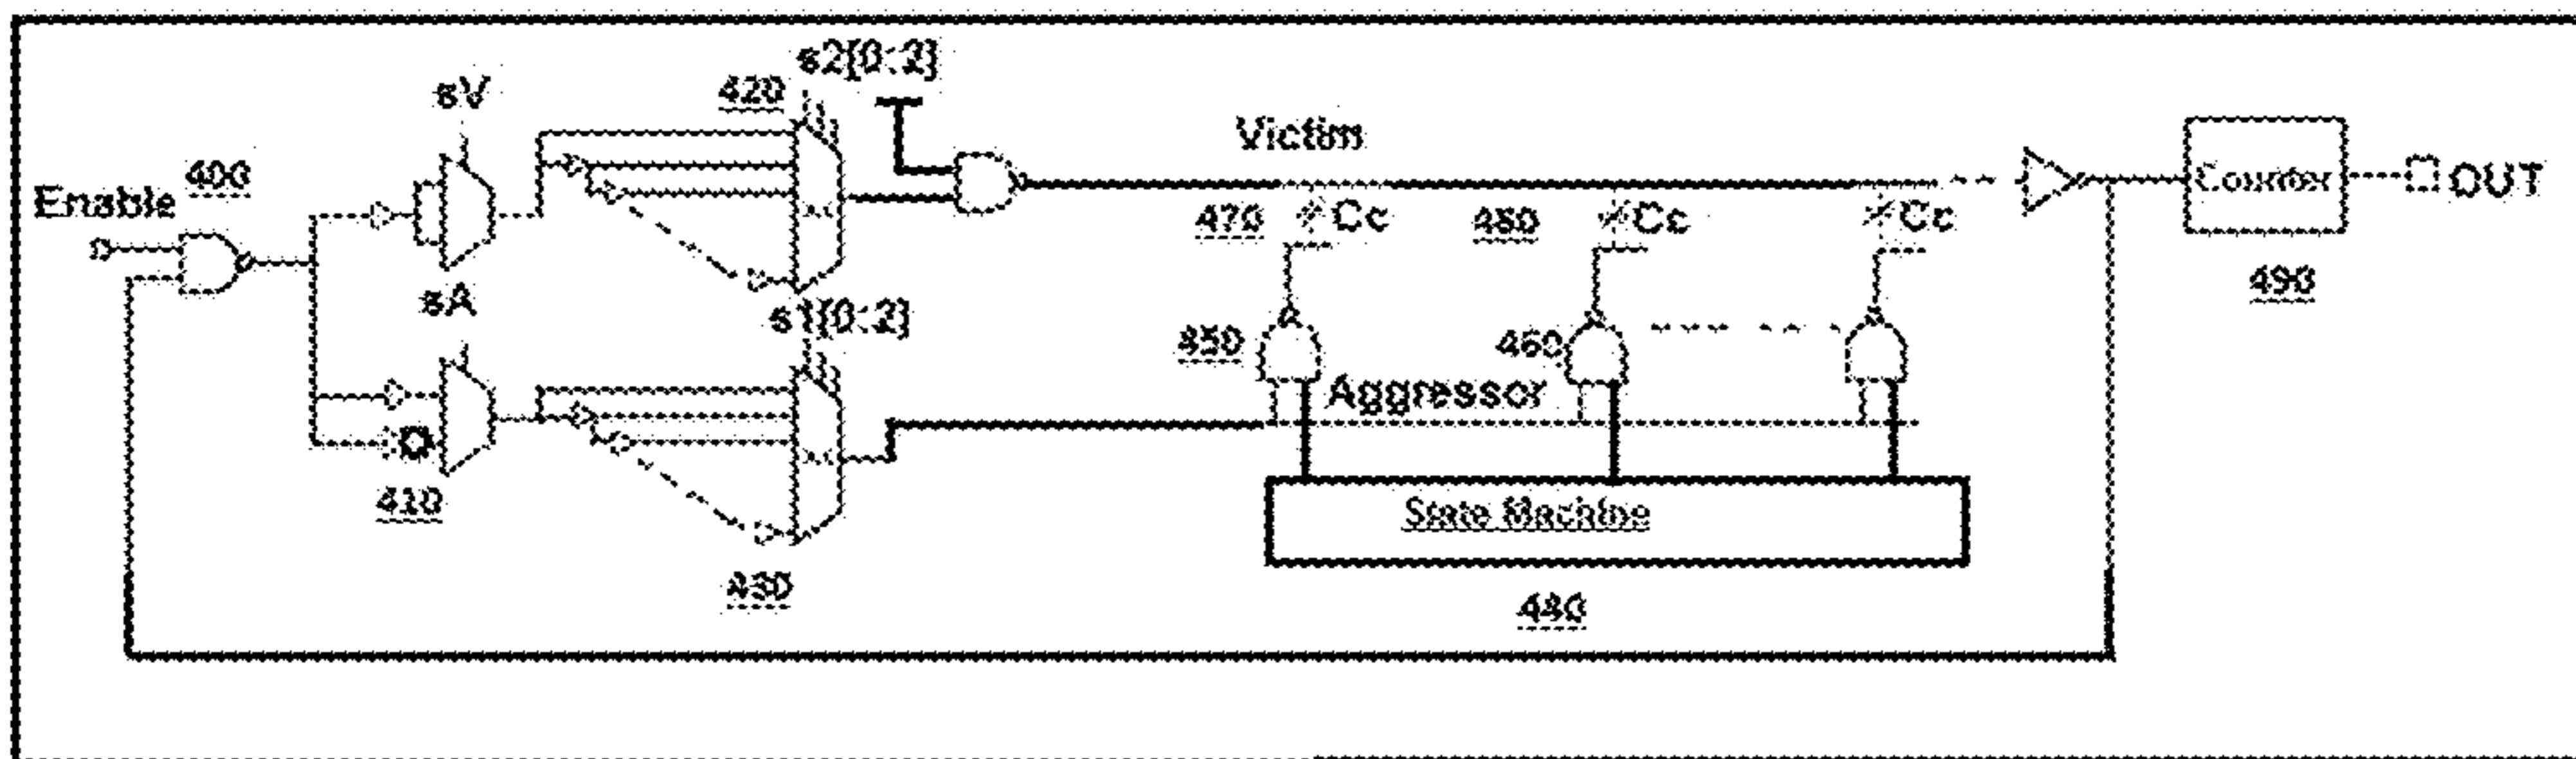 s2[0:2]
sV
420
Enable
400
Victim
Counter
OUT
470
Cc
480
Cc
Cc
490
sA
s1[0:2]
450
460
Aggressor
410
State Machine
430
440